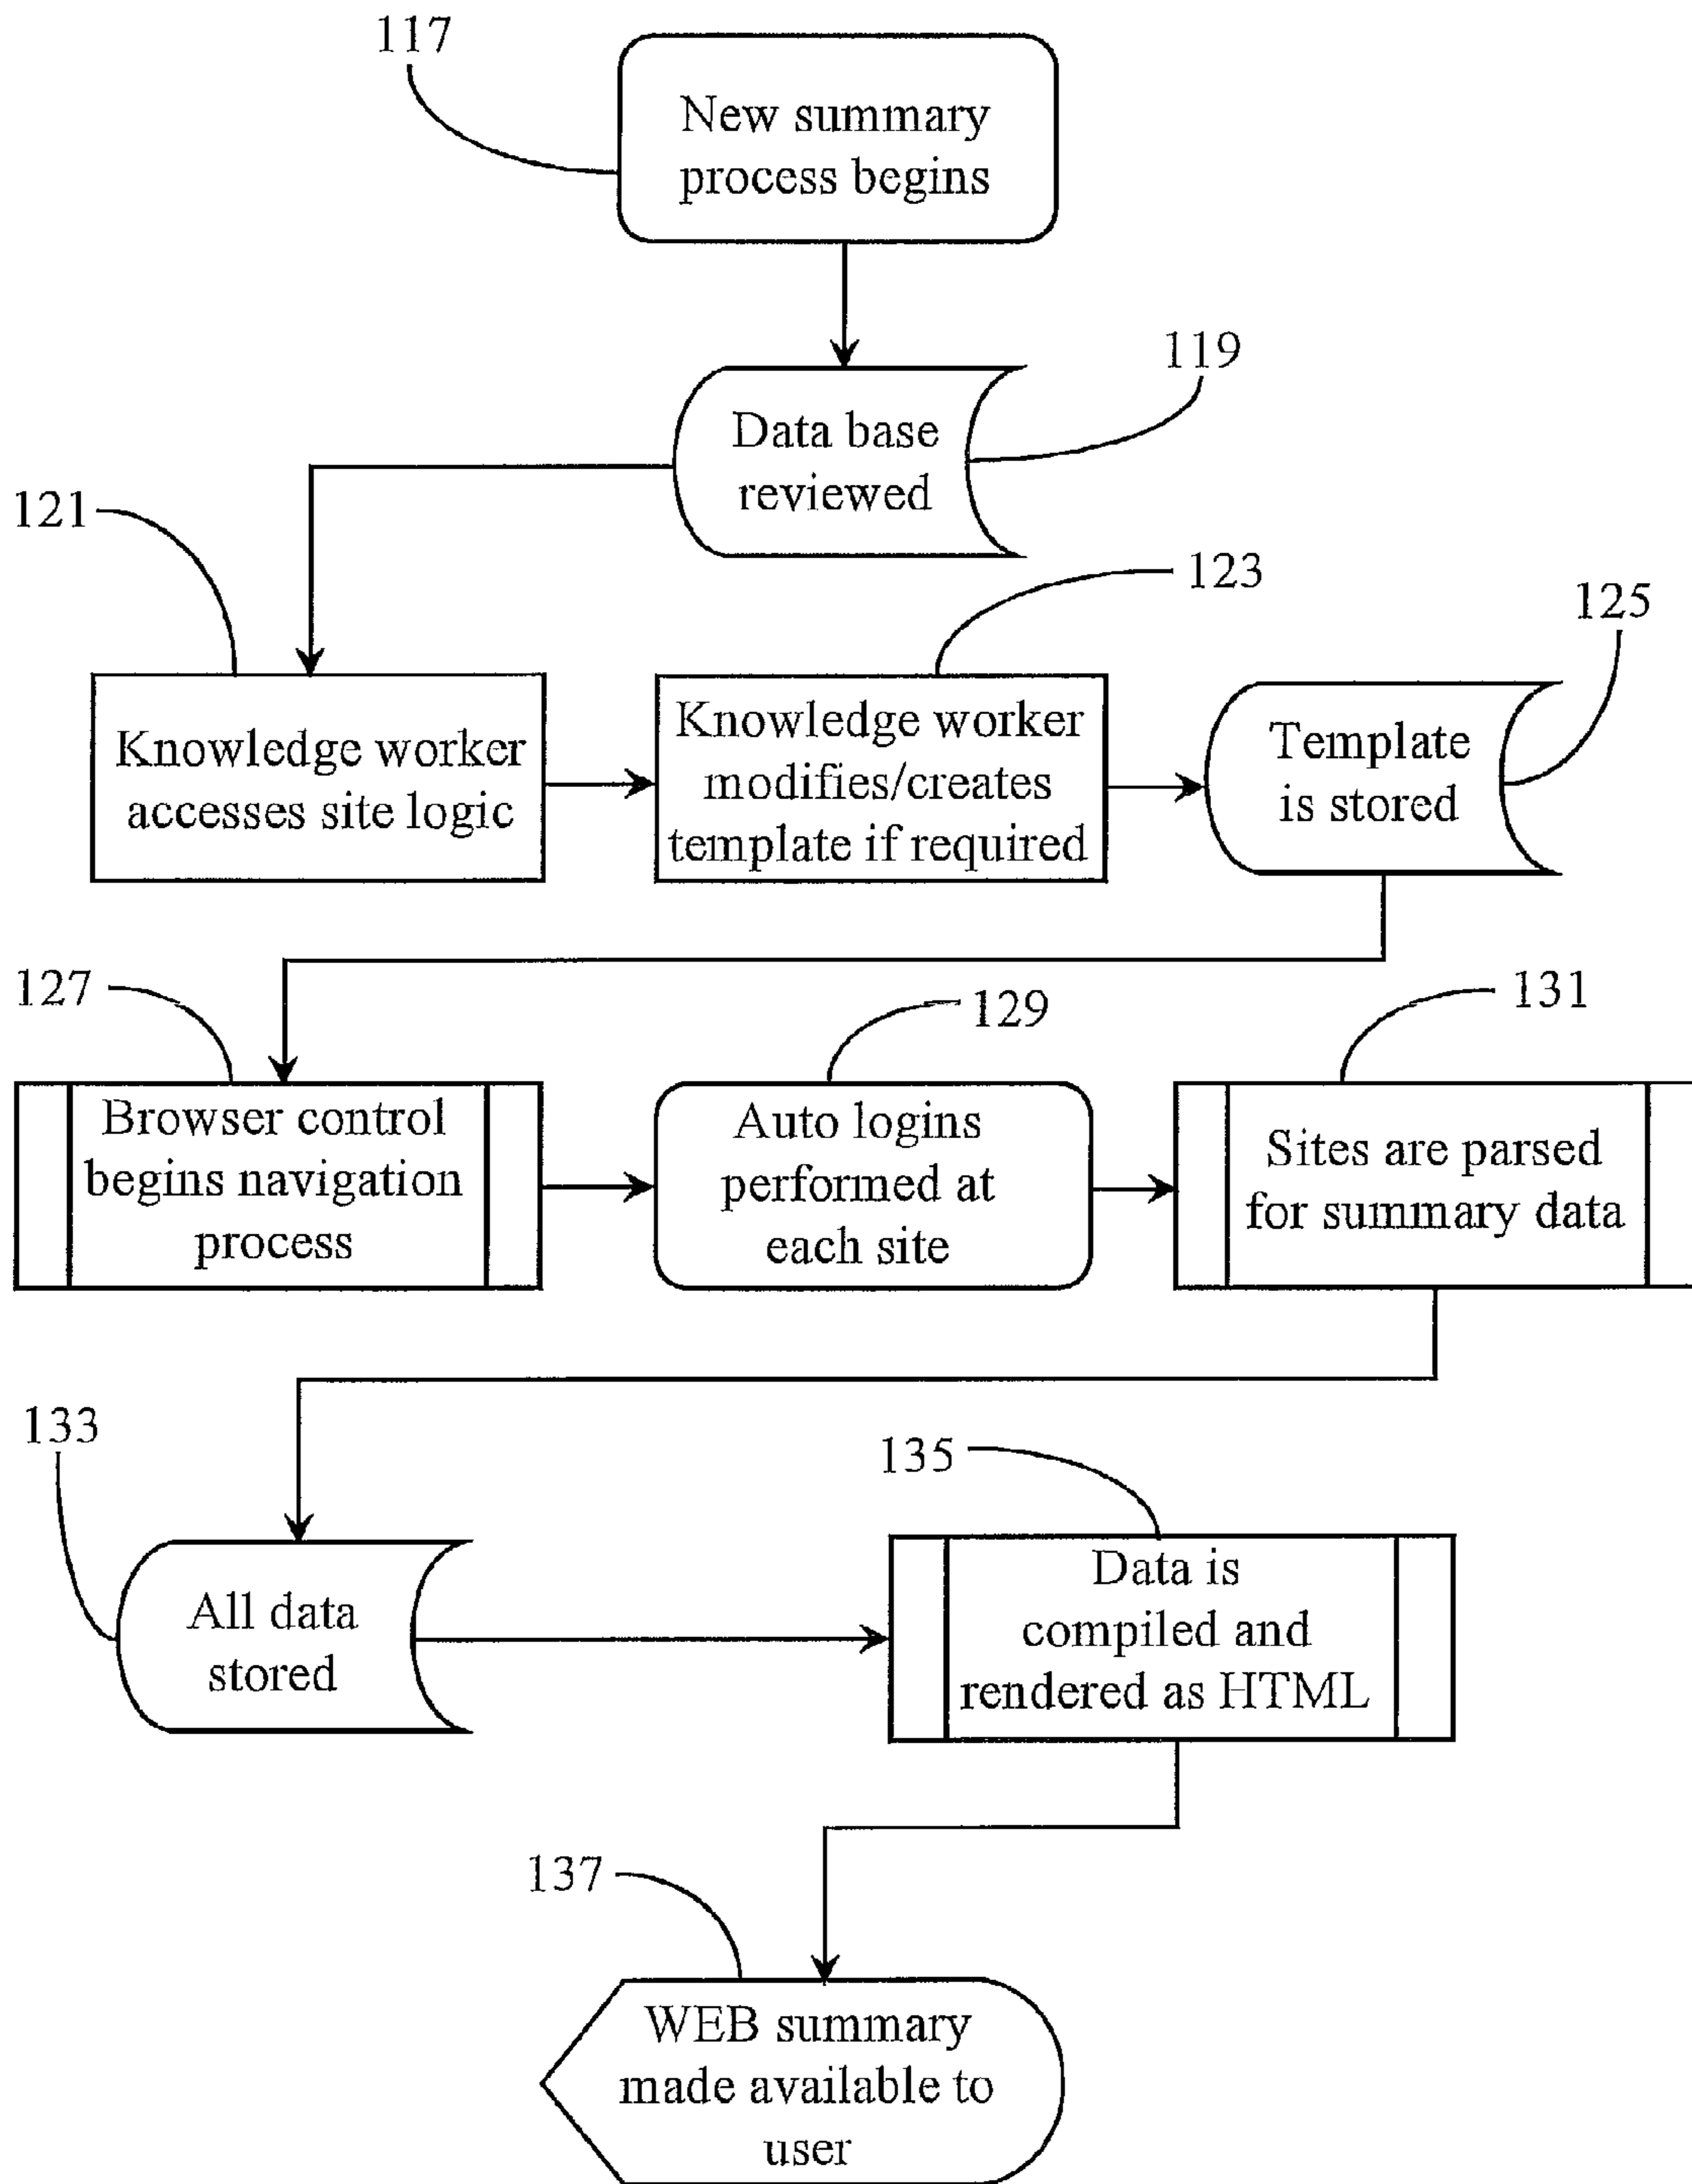 117
New summary
process begins
119
Data base
reviewed
121
123
125
Knowledge worker
accesses site logic
Knowledge worker
modifies/creates
template if required
Template
is stored
127
129
131
Browser control
begins navigation
process
Auto logins
performed at
each site
Sites are parsed
for summary data
133
135
All data
stored
Data is
compiled and
rendered as HTML
137
WEB summary
made available to
user